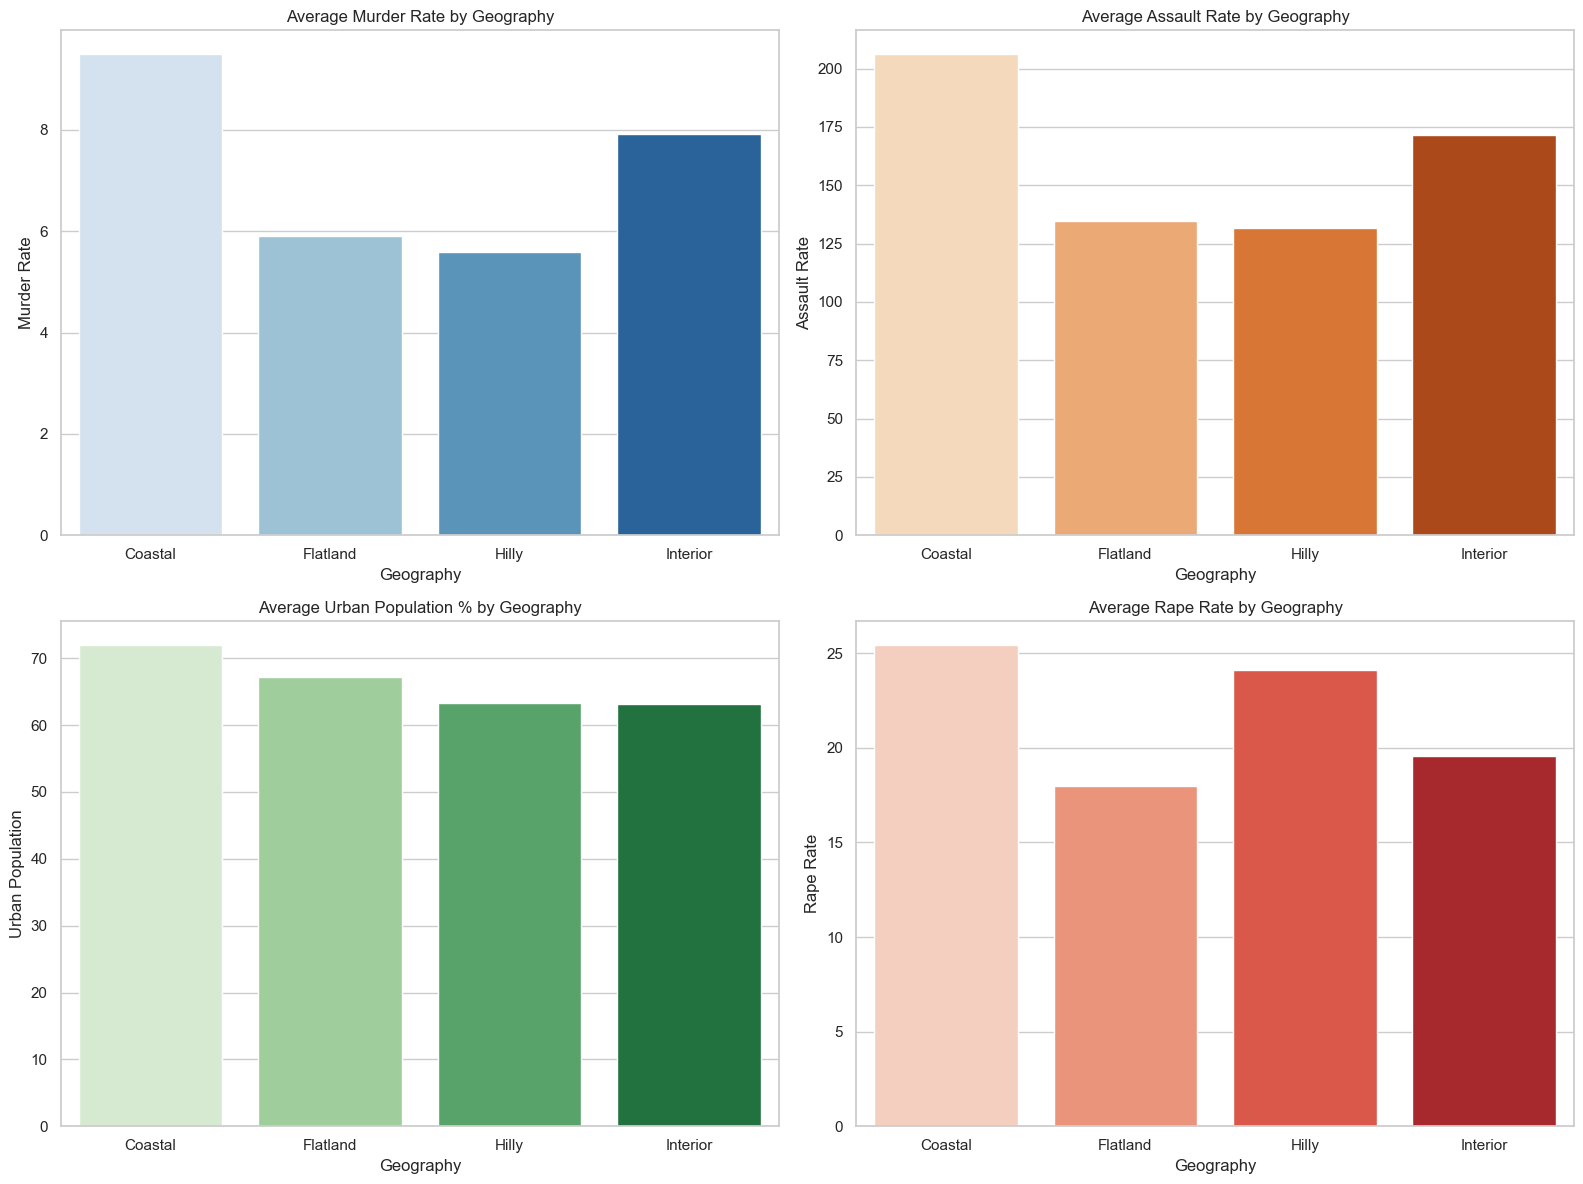 Average Murder Rate by Geography
Murder Rate
8
6
4
2
0
Coastal Flatland Hilly Interior
Geography
Average Assault Rate by Geography
Assault Rate
200
175
150
125
100
75
50
25
0
Coastal Flatland Hilly Interior
Geography
Average Urban Population % by Geography
Urban Population
70
60
50
40
30
20
10
0
Coastal Flatland Hilly Interior
Geography
Average Rape Rate by Geography
Rape Rate
25
20
15
10
5
0
Coastal Flatland Hilly Interior
Geography